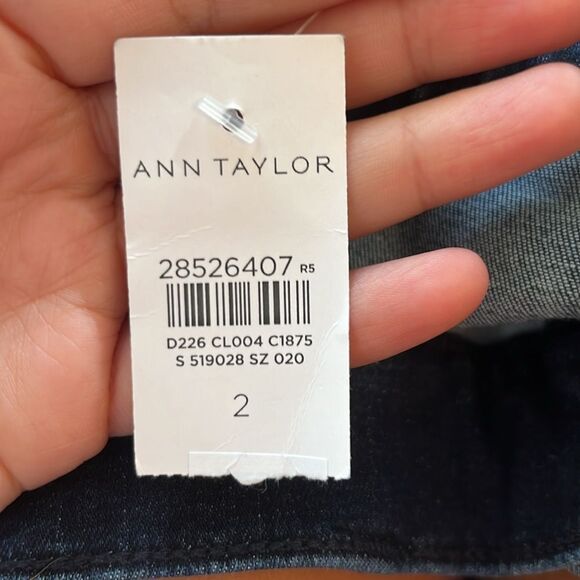 ANN TAYLOR
28526407 R5
D226 CL004 C1875
S 519028 SZ 020
2